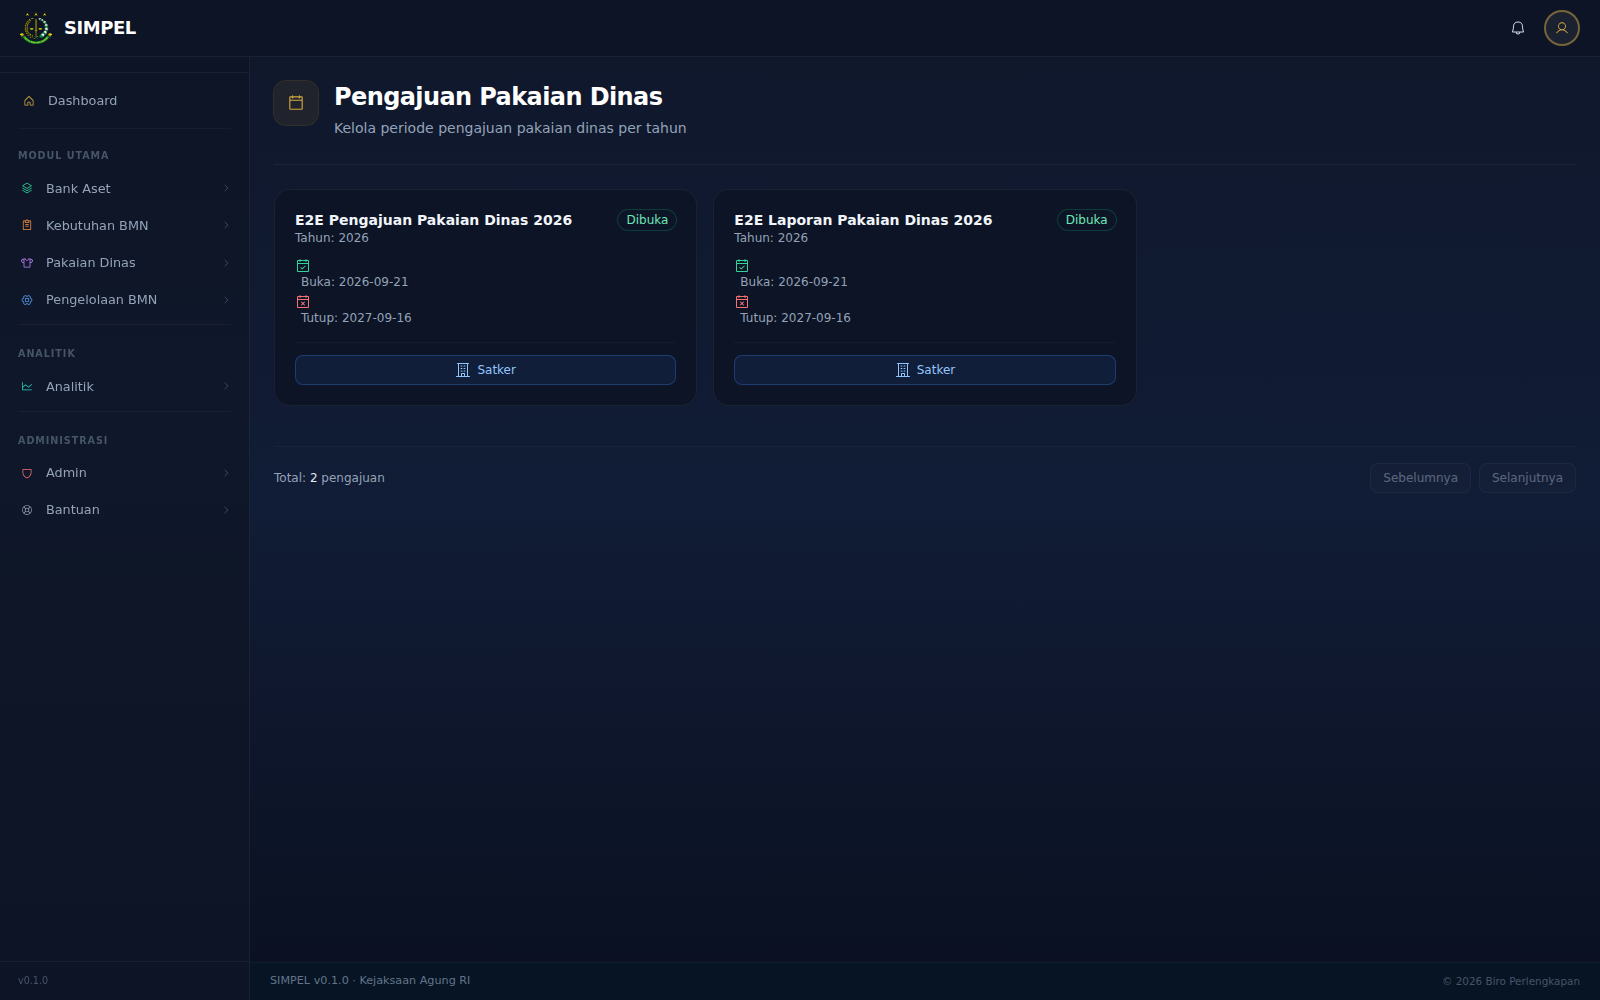 SIMPEL
Dashboard
MODUL UTAMA
Bank Aset
Kebutuhan BMN
Pakaian Dinas
Pengelolaan BMN
ANALITIK
Analitik
ADMINISTRASI
Admin
Bantuan
v0.1.0
Pengajuan Pakaian Dinas
Kelola periode pengajuan pakaian dinas per tahun
E2E Pengajuan Pakaian Dinas 2026
Dibuka
Tahun: 2026
Buka: 2026-09-21
Tutup: 2027-09-16
Satker
E2E Laporan Pakaian Dinas 2026
Dibuka
Tahun: 2026
Buka: 2026-09-21
Tutup: 2027-09-16
Satker
Total: 2 pengajuan
Sebelumnya
Selanjutnya
SIMPEL v0.1.0 · Kejaksaan Agung RI
© 2026 Biro Perlengkapan